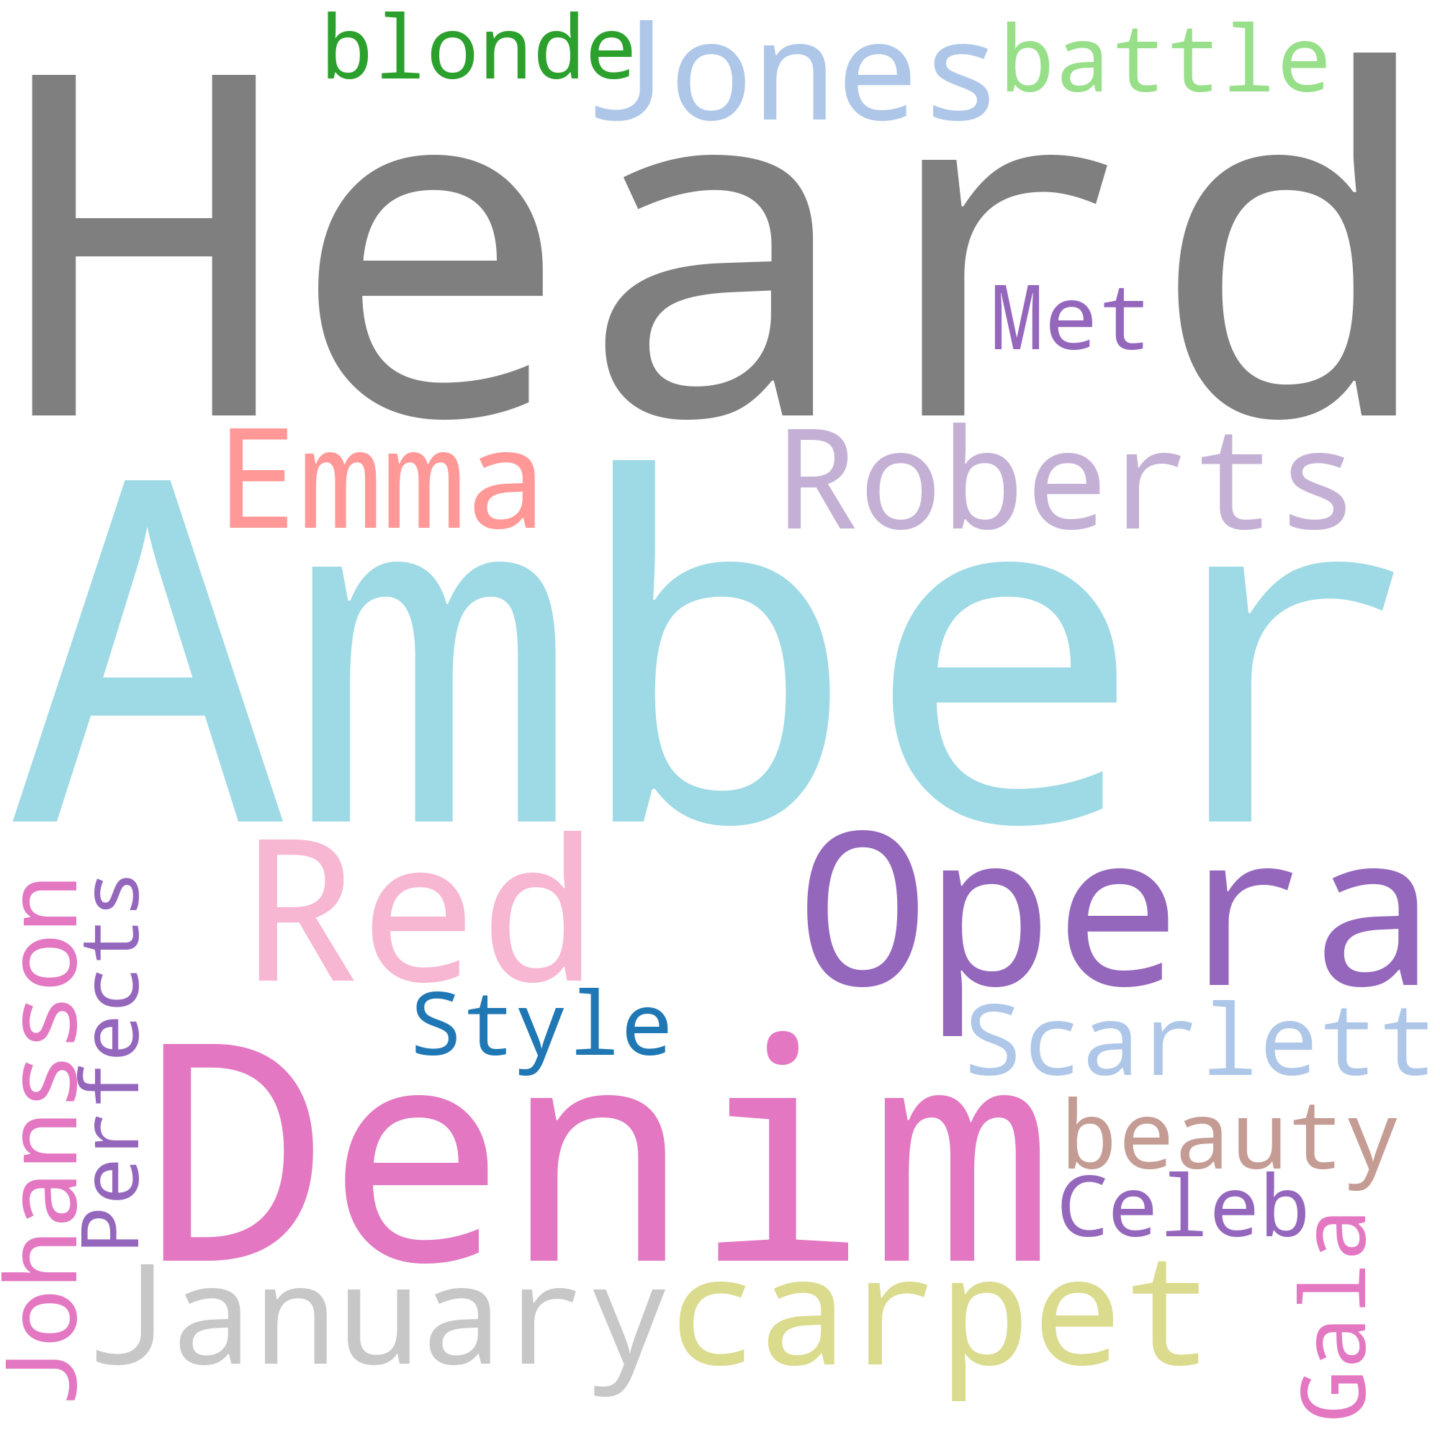 blonde
Jones
battle
Heard
Met
Emma
Roberts
Amber
Red
Opera
Johansson
Perfects
Style
Scarlett
Denim
beauty
Celeb
Gala
January
carpet